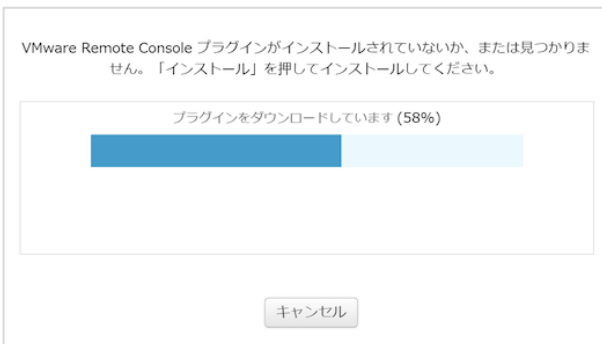 VMware Remote Console プラグインがインストールされていないか、または見つかりま
せん。「インストール」を押してインストールしてください。
プラグインをダウンロードしています (58%)
キャンセル